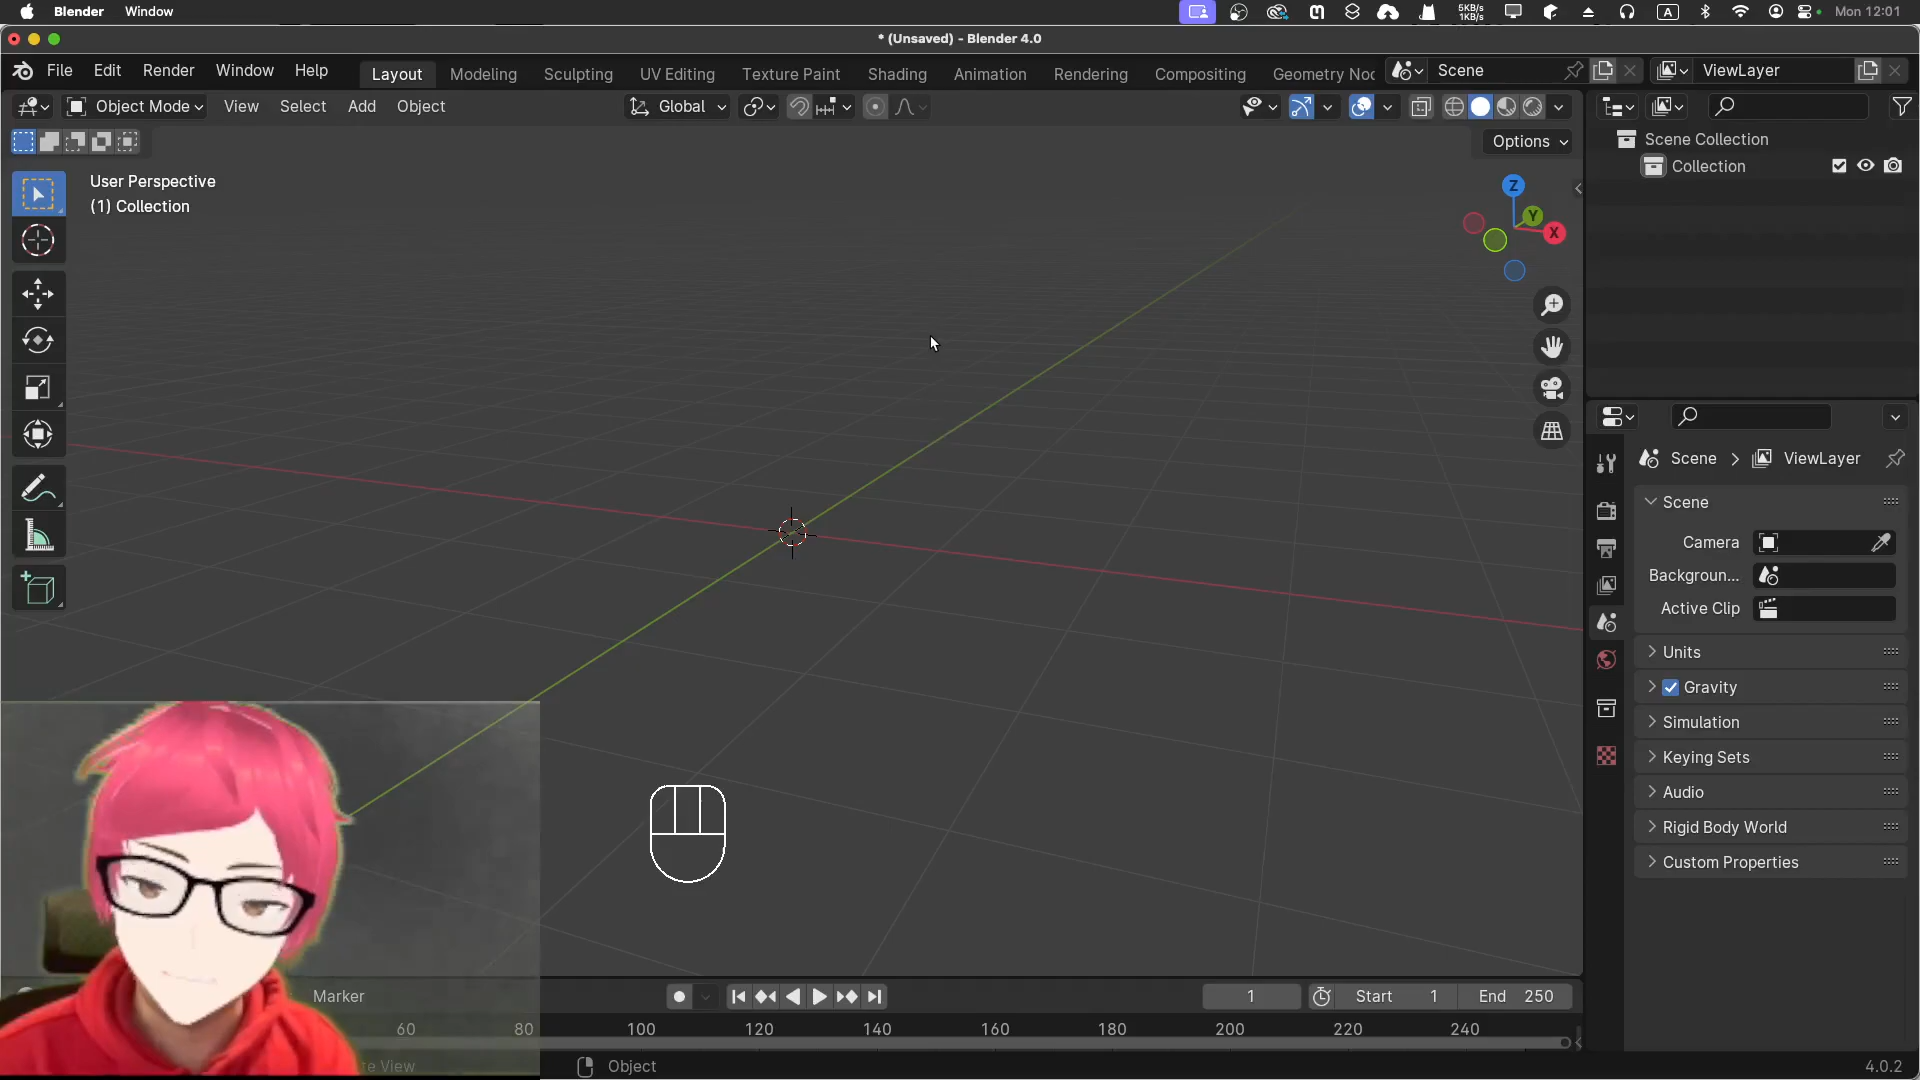 Blender Window
5KB/s
1KB/s
A
Mon 12:01
* (Unsaved) - Blender 4.0
File Edit Render Window Help
Layout Modeling Sculpting UV Editing Texture Paint Shading Animation Rendering Compositing Geometry Noc
Scene
ViewLayer
Object Mode View Select Add Object
Global
Options
User Perspective
(1) Collection
Z
Y
X
Scene Collection
Collection
Scene > ViewLayer
Scene
Camera
Backgroun...
Active Clip
Units
Gravity
Simulation
Keying Sets
Audio
Rigid Body World
Custom Properties
Marker
1
Start 1
End 250
60 80 100 120 140 160 180 200 220 240
e View
Object
4.0.2